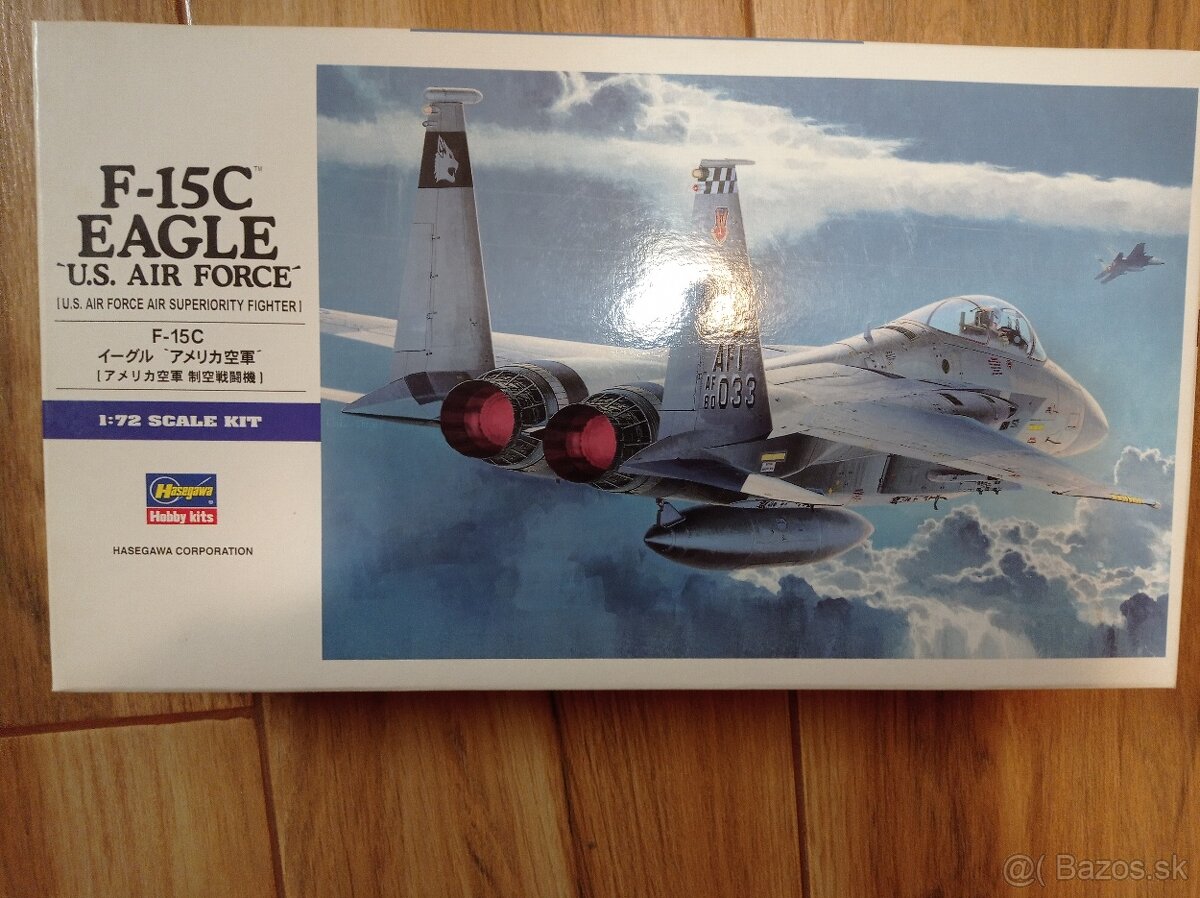 F-15C™
EAGLE
"U.S. AIR FORCE"
[U.S. AIR FORCE AIR SUPERIORITY FIGHTER]
F-15C
イーグル "アメリカ空軍"
[アメリカ空軍 制空戦闘機]
1:72 SCALE KIT
Hasegawa
Hobby kits
HASEGAWA CORPORATION
AF
80
033
@( Bazos.sk